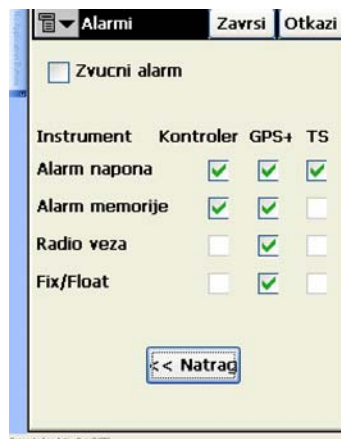 Alarmi Zavrsi Otkazi
Zvucni alarm
Instrument Kontroler GPS+ TS
Alarm napona
Alarm memorije
Radio veza
Fix/Float
<< Natrag